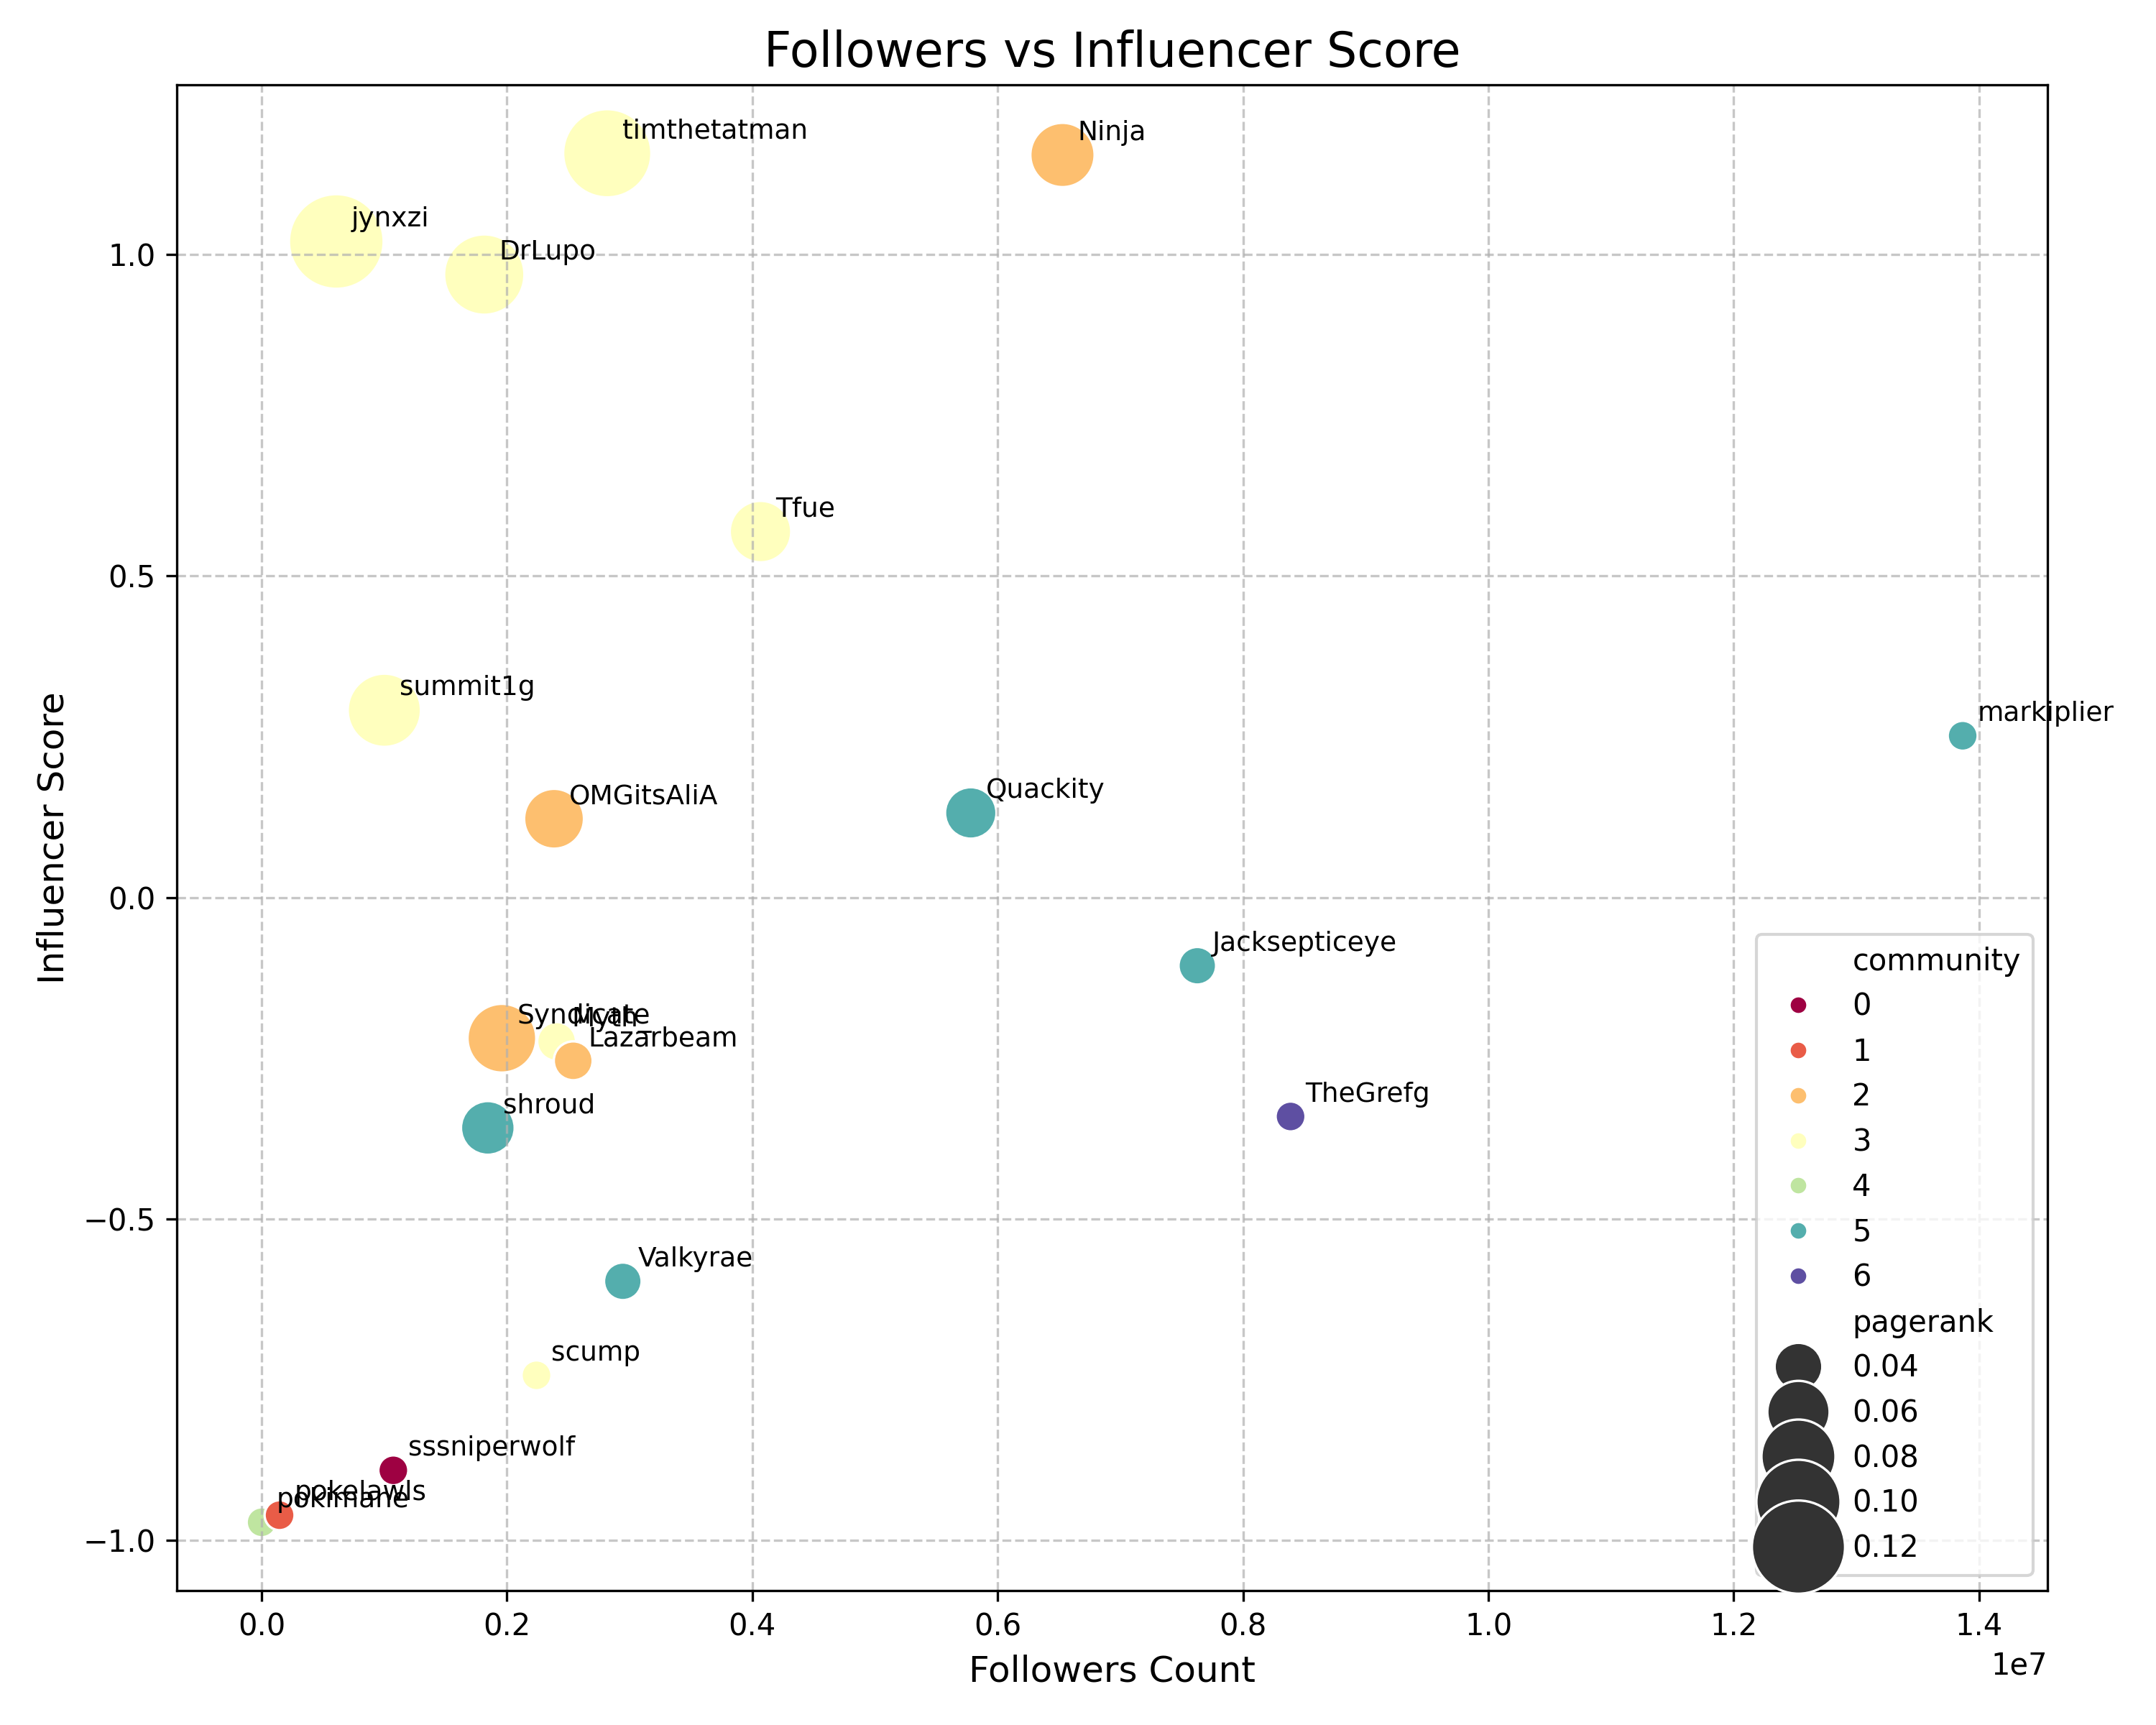 Followers vs Influencer Score
timthetatman
Ninja
jynxzi
DrLupo
Tfue
summit1g
markiplier
OMGitsAliA
Quackity
Jacksepticeye
Syndicate
Myth
Lazarbeam
shroud
TheGrefg
Valkyrae
scump
sssniperwolf
pokelawls
pokimane
1.0
0.5
0.0
−0.5
−1.0
Influencer Score
0.0
0.2
0.4
0.6
0.8
1.0
1.2
1.4
1e7
Followers Count
community
0
1
2
3
4
5
6
pagerank
0.04
0.06
0.08
0.10
0.12